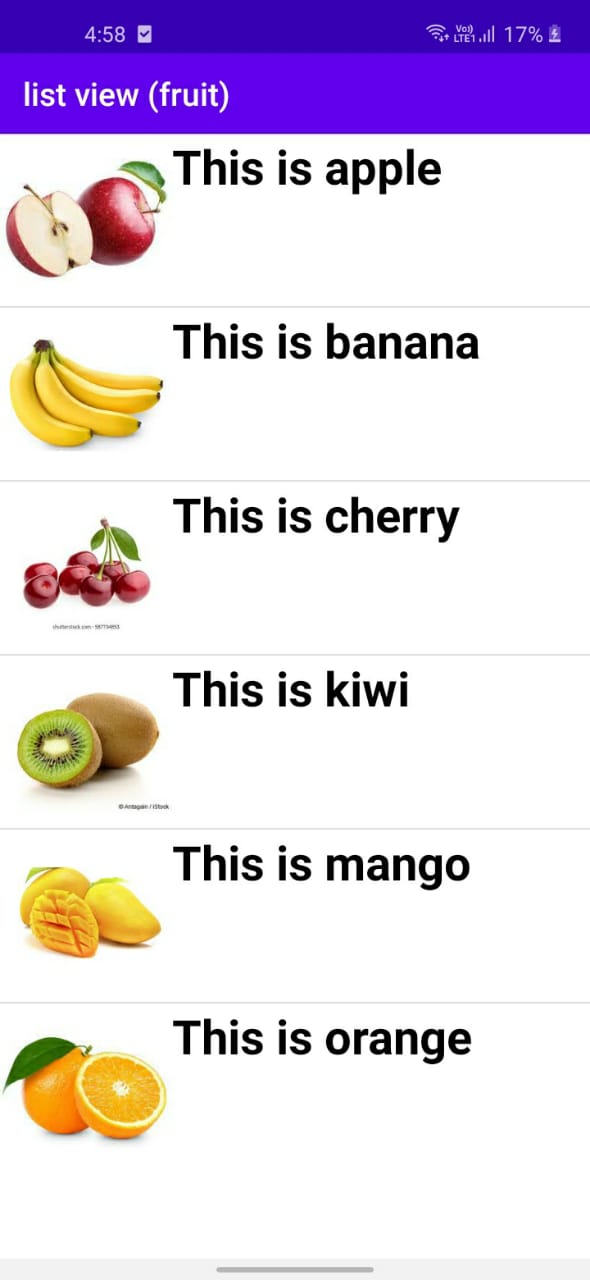 4:58
Vo)) LTE1 17%
list view (fruit)
This is apple
This is banana
This is cherry
shutterstock.com · 587734853
This is kiwi
© Antagain / iStock
This is mango
This is orange